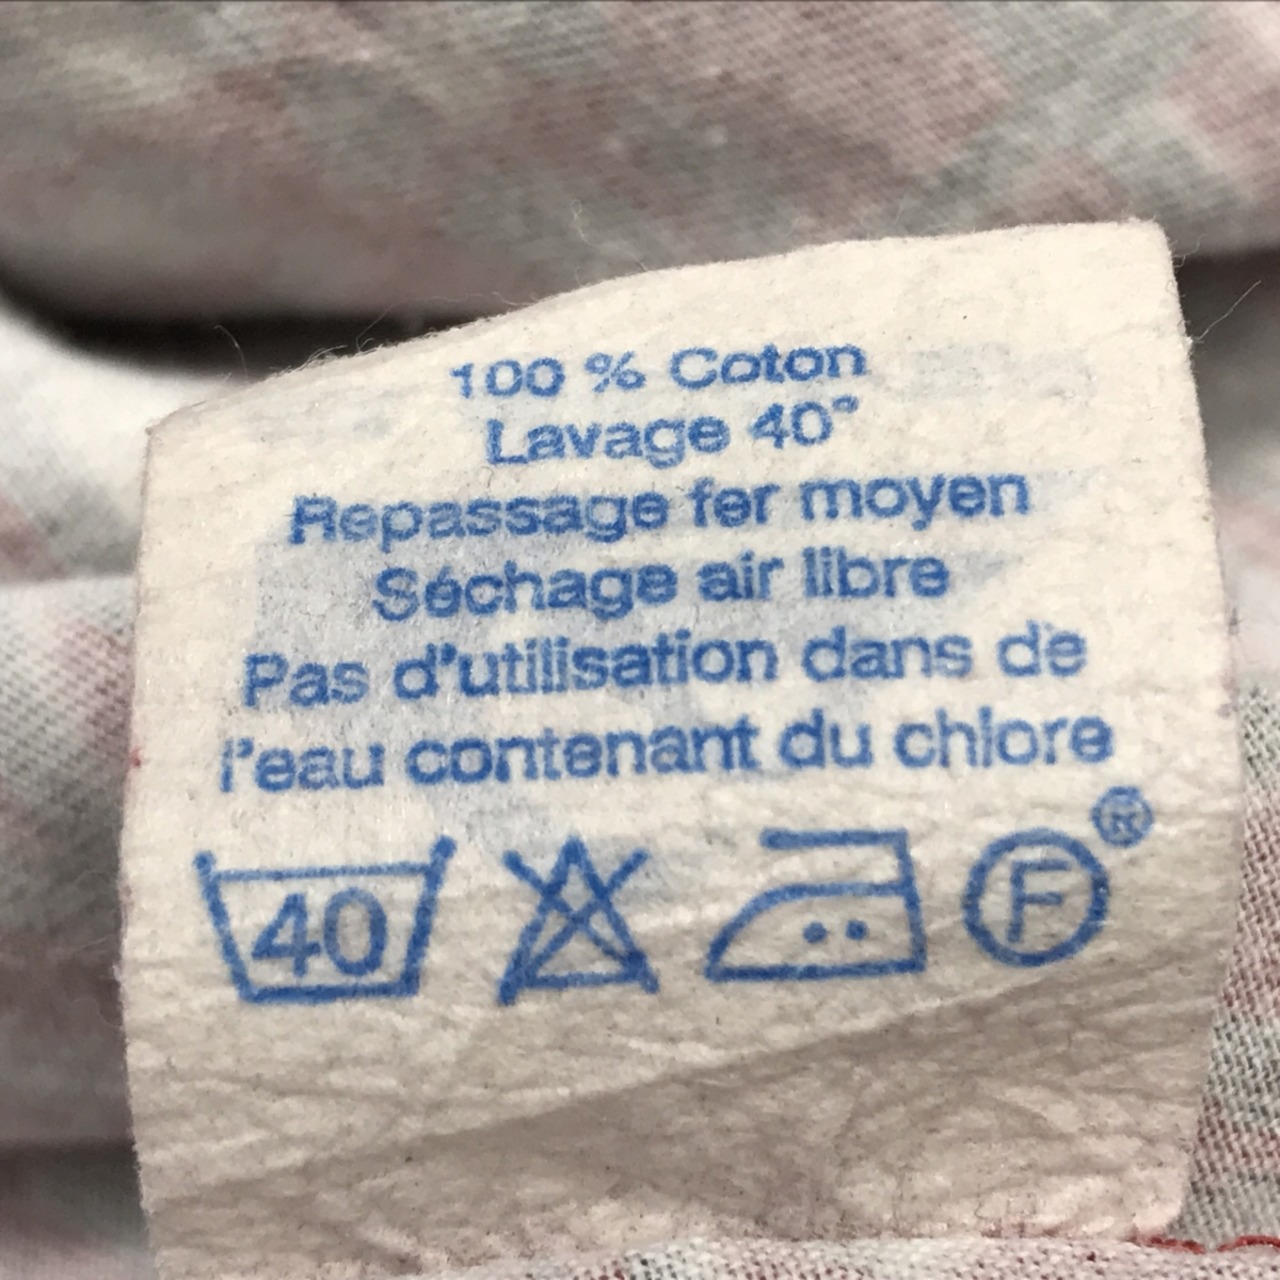 100 % Coton
Lavage 40°
Repassage fer moyen
Séchage air libre
Pas d'utilisation dans de
l'eau contenant du chlore
40 F ®